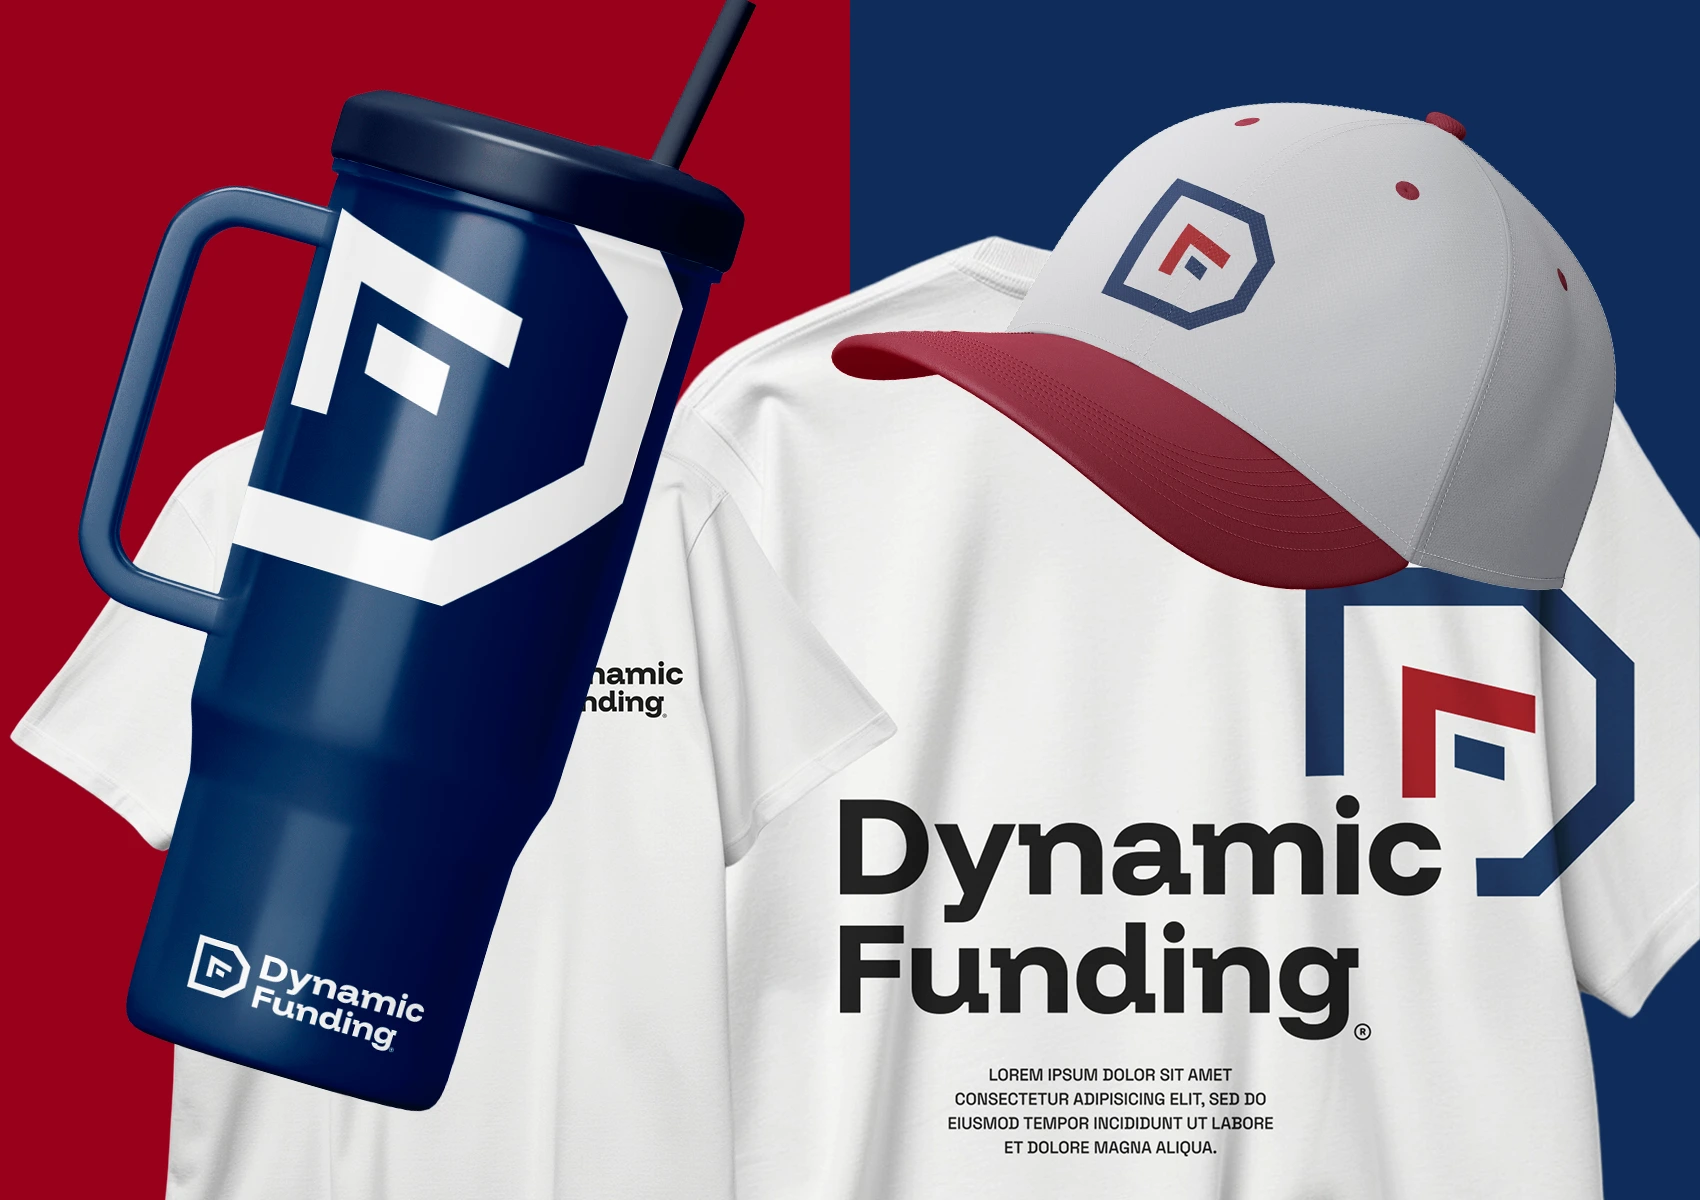 Dynamic
Funding
namic
nding
Dynamic
Funding
®
LOREM IPSUM DOLOR SIT AMET
CONSECTETUR ADIPISICING ELIT, SED DO
EIUSMOD TEMPOR INCIDIDUNT UT LABORE
ET DOLORE MAGNA ALIQUA.